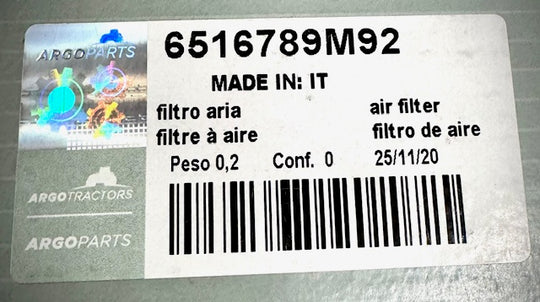 ARGOPARTS
6516789M92
MADE IN: IT
filtro aria air filter
filtre à aire filtro de aire
Peso 0,2 Conf. 0 25/11/20
ARGOTRACTORS
ARGOPARTS